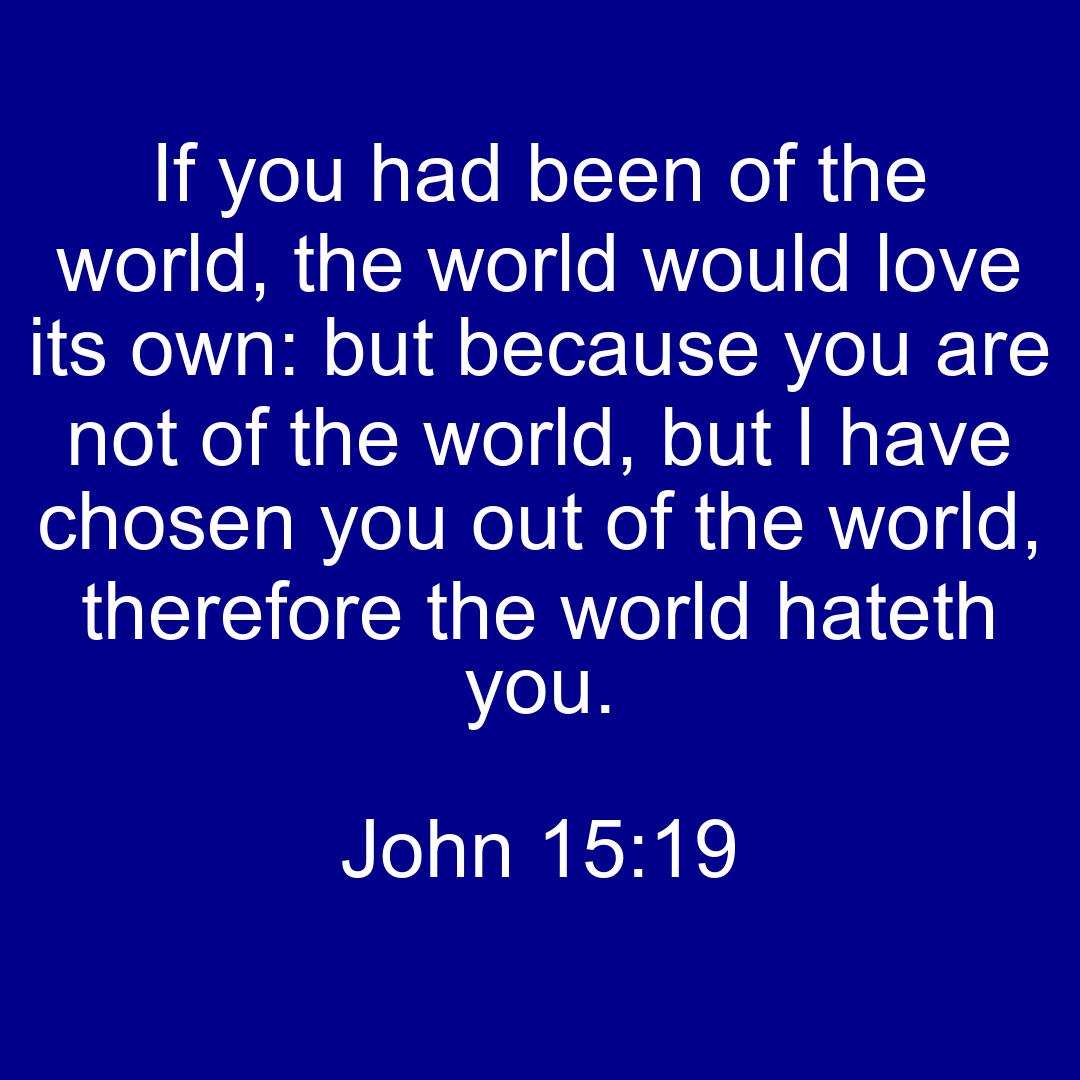 If you had been of the
world, the world would love
its own: but because you are
not of the world, but I have
chosen you out of the world,
therefore the world hateth
you.
John 15:19